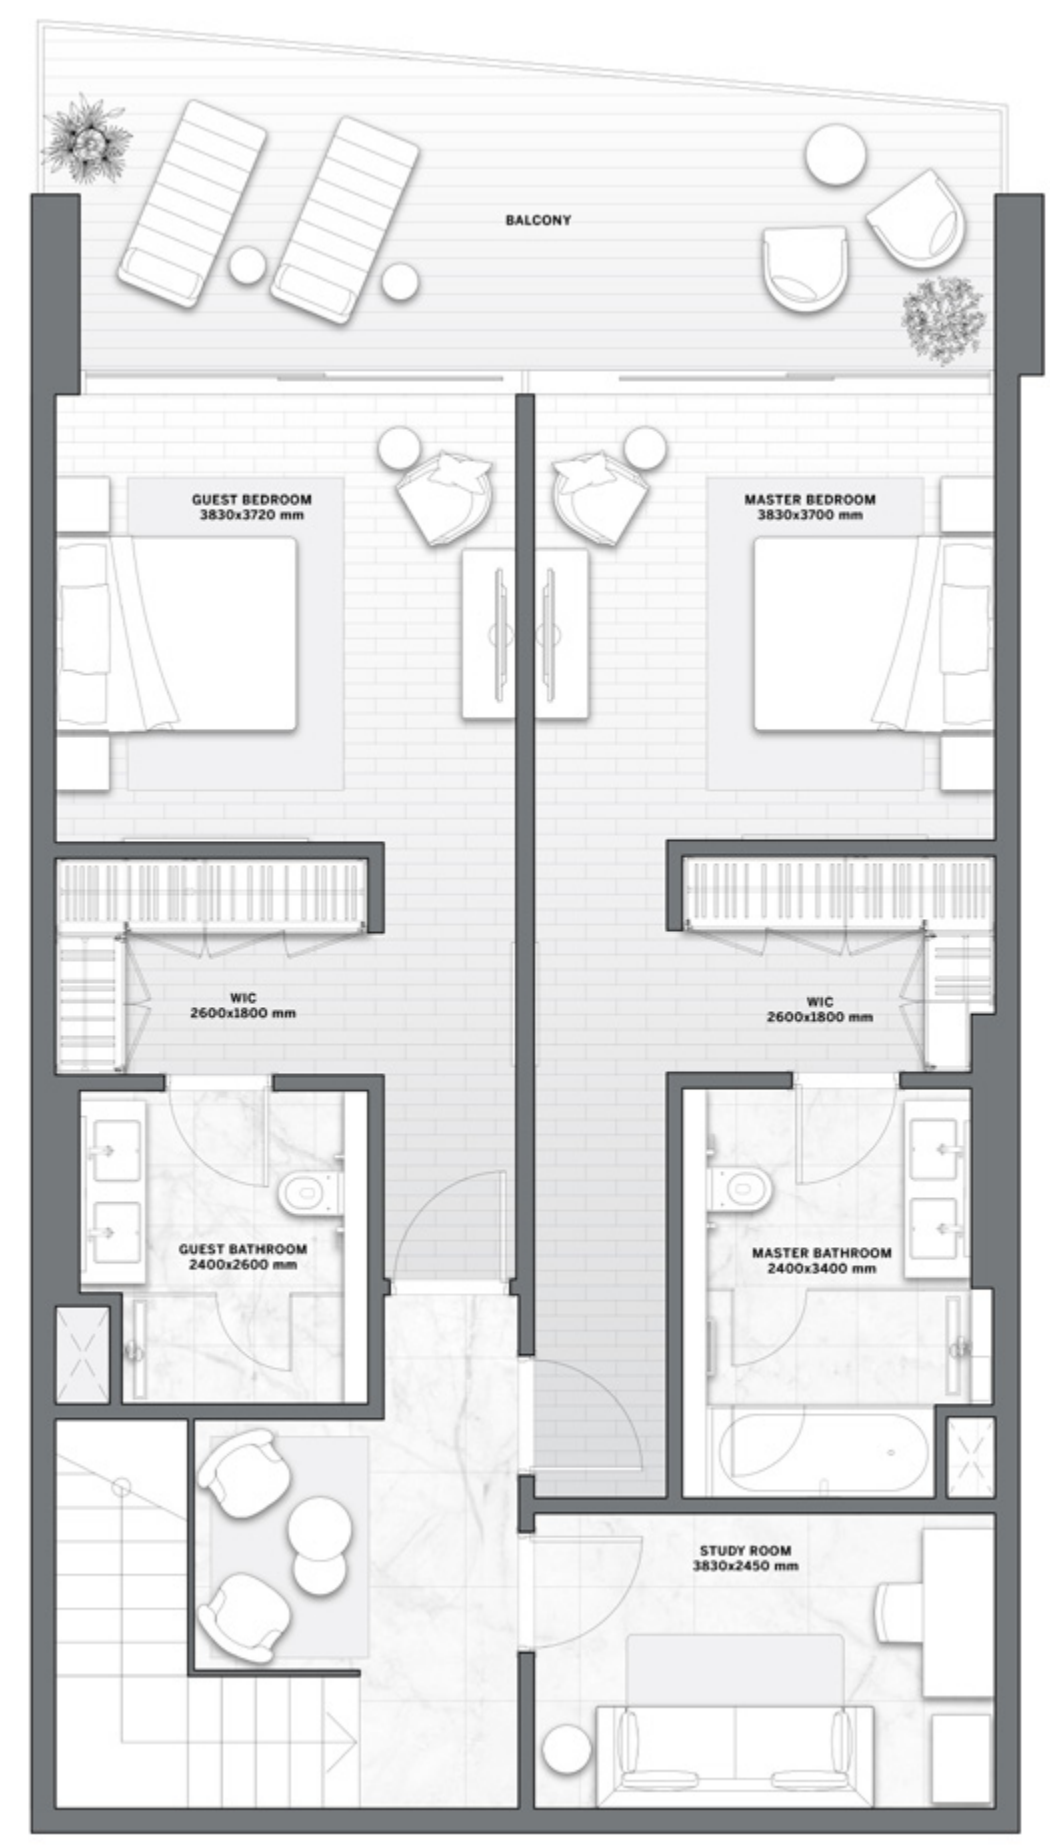 BALCONY
GUEST BEDROOM
3830x3720 mm
MASTER BEDROOM
3830x3700 mm
WIC
2600x1800 mm
WIC
2600x1800 mm
GUEST BATHROOM
2400x2600 mm
MASTER BATHROOM
2400x3400 mm
STUDY ROOM
3830x2450 mm